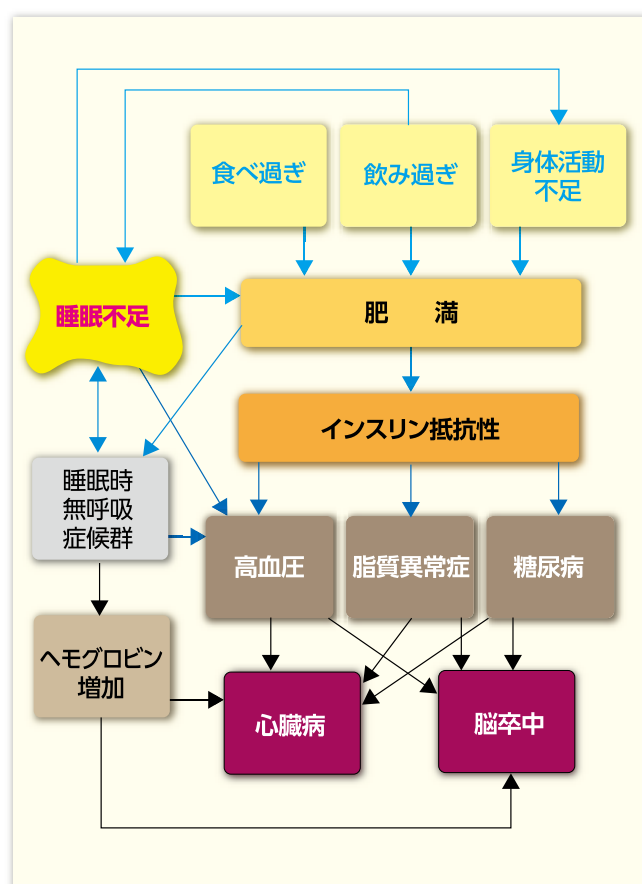 食べ過ぎ
飲み過ぎ
身体活動
不足
睡眠不足
肥　満
インスリン抵抗性
睡眠時
無呼吸
症候群
高血圧
脂質異常症
糖尿病
ヘモグロビン
増加
心臓病
脳卒中